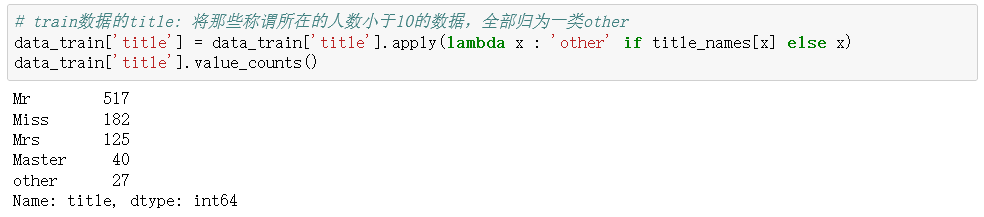 # train数据的title: 将那些称谓所在的人数小于10的数据，全部归为一类other
data_train['title'] = data_train['title'].apply(lambda x : 'other' if title_names[x] else x)
data_train['title'].value_counts()
Mr 517
Miss 182
Mrs 125
Master 40
other 27
Name: title, dtype: int64